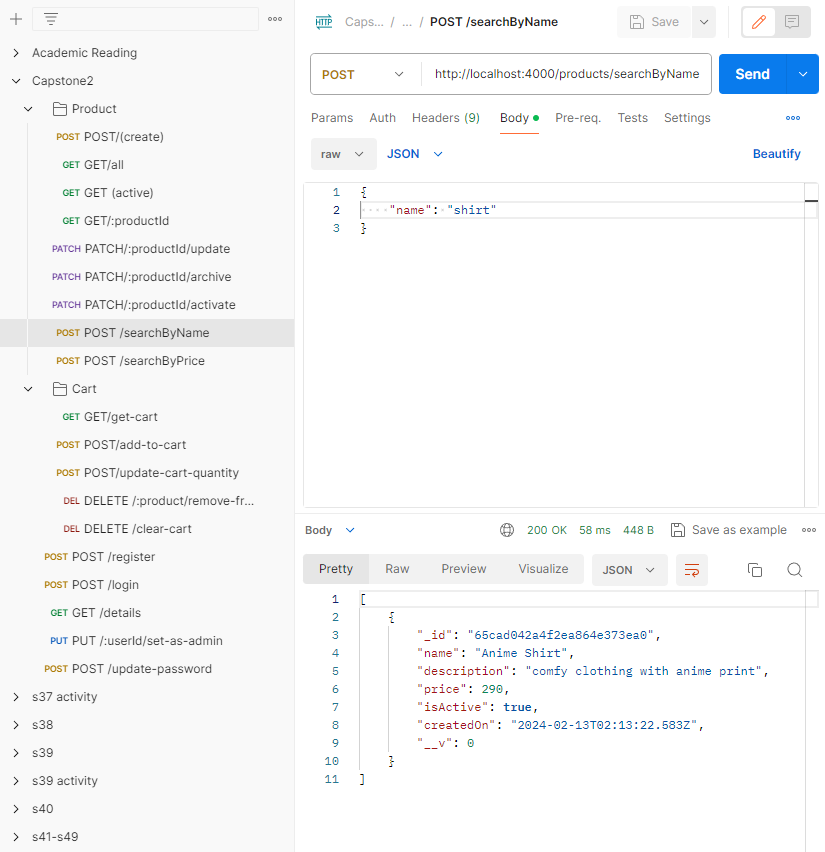 Academic Reading
Capstone2
Product
POST POST/(create)
GET GET/all
GET GET (active)
GET GET/:productId
PATCH PATCH/:productId/update
PATCH PATCH/:productId/archive
PATCH PATCH/:productId/activate
POST POST /searchByName
POST POST /searchByPrice
Cart
GET GET/get-cart
POST POST/add-to-cart
POST POST/update-cart-quantity
DEL DELETE /:product/remove-fr...
DEL DELETE /clear-cart
POST POST /register
POST POST /login
GET GET /details
PUT PUT /:userId/set-as-admin
POST POST /update-password
s37 activity
s38
s39
s39 activity
s40
s41-s49
HTTP Caps... / ... / POST /searchByName Save
POST http://localhost:4000/products/searchByName Send
Params Auth Headers (9) Body Pre-req. Tests Settings
raw JSON Beautify
1 {
2 "name": "shirt"
3 }
Body 200 OK 58 ms 448 B Save as example
Pretty Raw Preview Visualize JSON
1 [
2 {
3 "_id": "65cad042a4f2ea864e373ea0",
4 "name": "Anime Shirt",
5 "description": "comfy clothing with anime print",
6 "price": 290,
7 "isActive": true,
8 "createdOn": "2024-02-13T02:13:22.583Z",
9 "__v": 0
10 }
11 ]